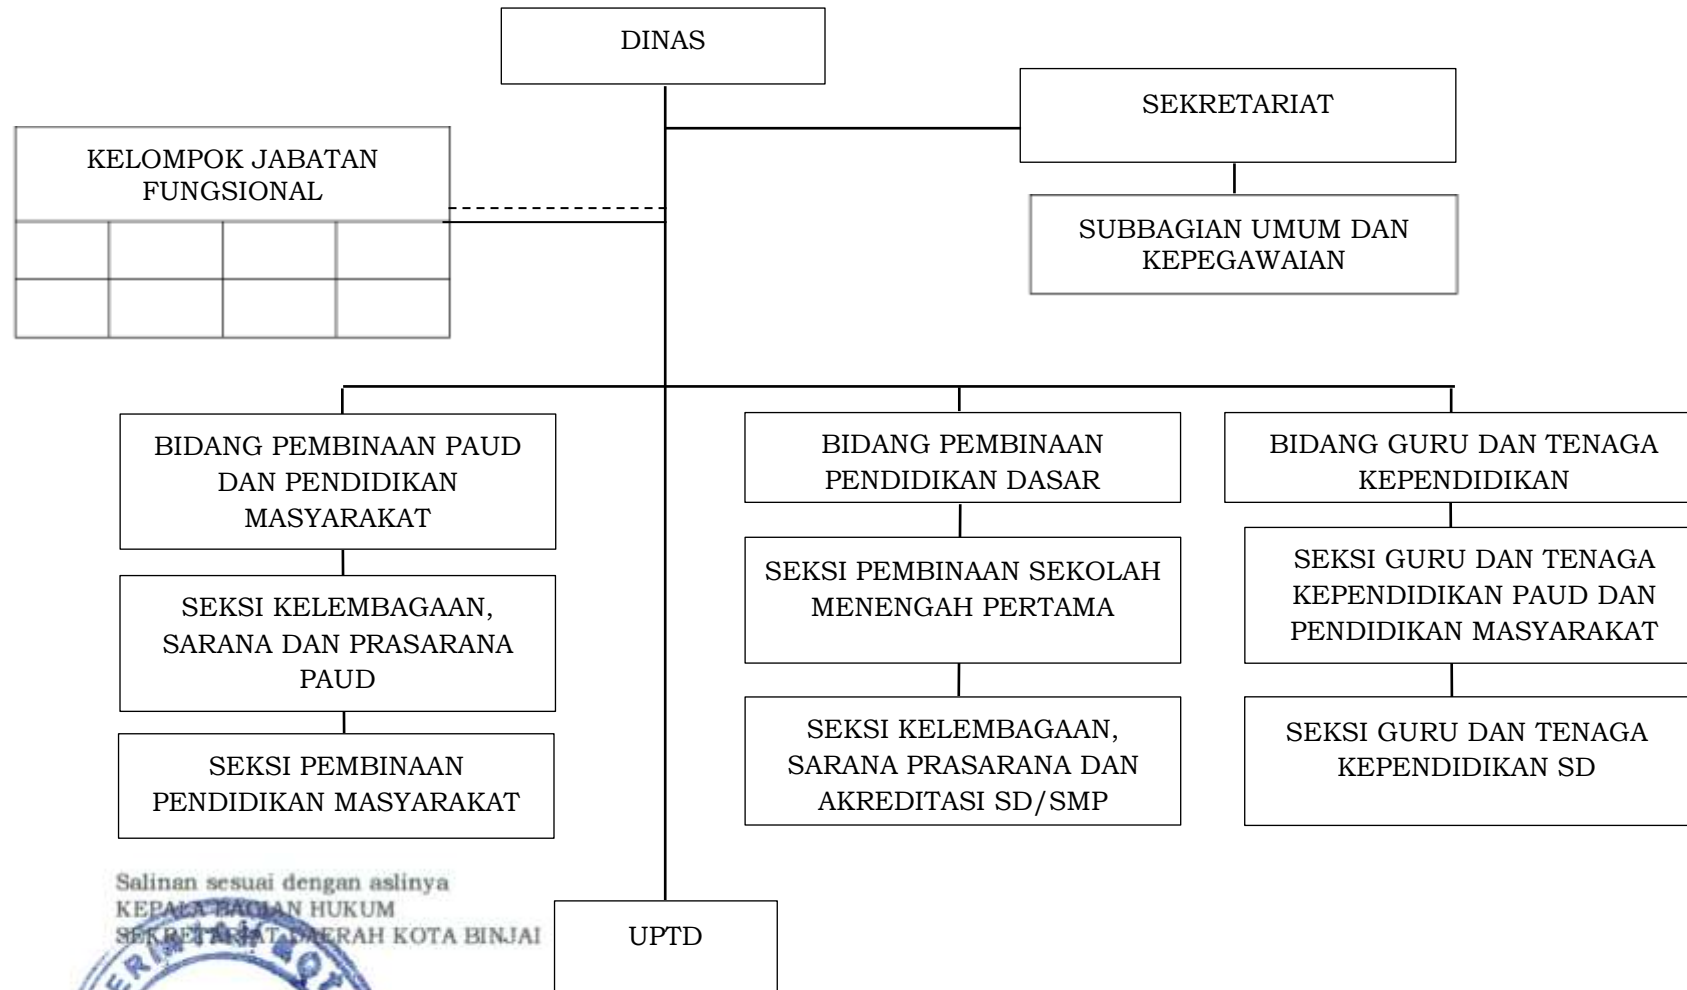 DINAS
SEKRETARIAT
KELOMPOK JABATAN
FUNGSIONAL
SUBBAGIAN UMUM DAN
KEPEGAWAIAN
BIDANG PEMBINAAN PAUD
DAN PENDIDIKAN
MASYARAKAT
SEKSI KELEMBAGAAN,
SARANA DAN PRASARANA
PAUD
SEKSI PEMBINAAN
PENDIDIKAN MASYARAKAT
BIDANG PEMBINAAN
PENDIDIKAN DASAR
SEKSI PEMBINAAN SEKOLAH
MENENGAH PERTAMA
SEKSI KELEMBAGAAN,
SARANA PRASARANA DAN
AKREDITASI SD/SMP
BIDANG GURU DAN TENAGA
KEPENDIDIKAN
SEKSI GURU DAN TENAGA
KEPENDIDIKAN PAUD DAN
PENDIDIKAN MASYARAKAT
SEKSI GURU DAN TENAGA
KEPENDIDIKAN SD
Salinan sesuai dengan aslinya
KEPALA BAGIAN HUKUM
SEKRETARIAT DAERAH KOTA BINJAI
UPTD